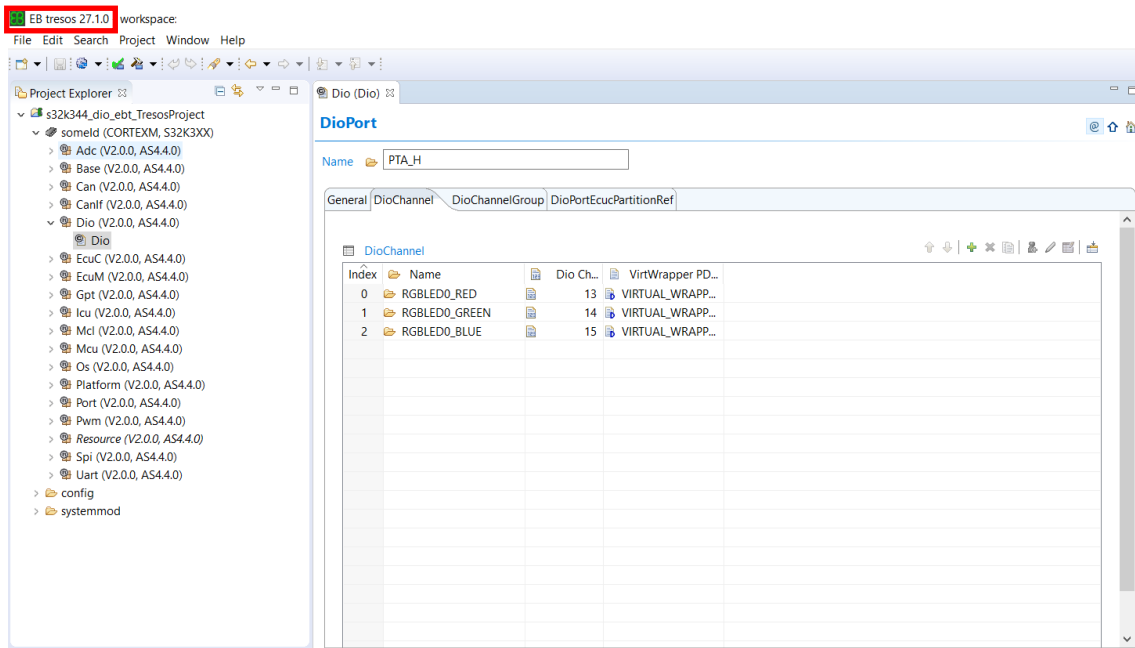 EB tresos 27.1.0 workspace:
File Edit Search Project Window Help
Project Explorer
s32k344_dio_ebt_TresosProject
someId (CORTEXM, S32K3XX)
Adc (V2.0.0, AS4.4.0)
Base (V2.0.0, AS4.4.0)
Can (V2.0.0, AS4.4.0)
CanIf (V2.0.0, AS4.4.0)
Dio (V2.0.0, AS4.4.0)
Dio
EcuC (V2.0.0, AS4.4.0)
EcuM (V2.0.0, AS4.4.0)
Gpt (V2.0.0, AS4.4.0)
Icu (V2.0.0, AS4.4.0)
Mcl (V2.0.0, AS4.4.0)
Mcu (V2.0.0, AS4.4.0)
Os (V2.0.0, AS4.4.0)
Platform (V2.0.0, AS4.4.0)
Port (V2.0.0, AS4.4.0)
Pwm (V2.0.0, AS4.4.0)
Resource (V2.0.0, AS4.4.0)
Spi (V2.0.0, AS4.4.0)
Uart (V2.0.0, AS4.4.0)
config
systemmod
Dio (Dio)
DioPort
Name PTA_H
General DioChannel DioChannelGroup DioPortEcucPartitionRef
DioChannel
Index Name Dio Ch... VirtWrapper PD...
0 RGBLED0_RED 13 VIRTUAL_WRAPP...
1 RGBLED0_GREEN 14 VIRTUAL_WRAPP...
2 RGBLED0_BLUE 15 VIRTUAL_WRAPP...